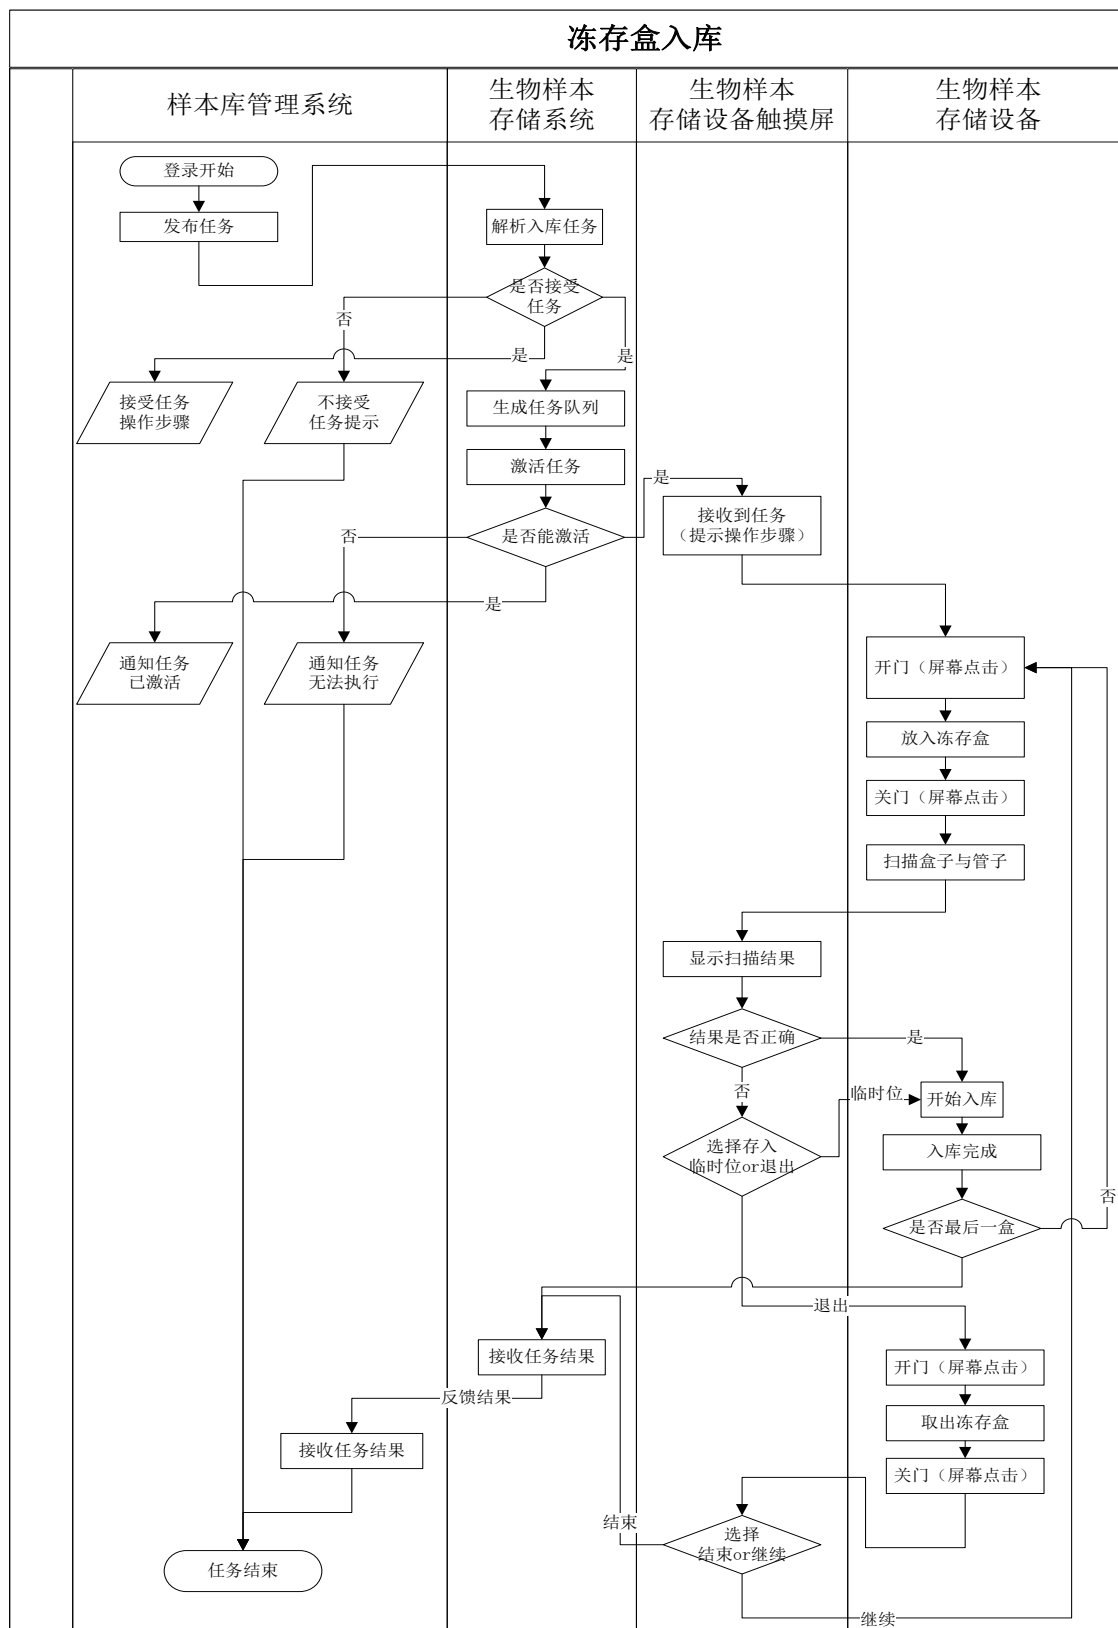 冻存盒入库
样本库管理系统
生物样本
存储系统
生物样本
存储设备触摸屏
生物样本
存储设备
登录开始
发布任务
解析入库任务
是否接受
任务
否
是
是
接受任务
操作步骤
不接受
任务提示
生成任务队列
激活任务
是
接收到任务
（提示操作步骤）
是否能激活
否
是
通知任务
已激活
通知任务
无法执行
开门（屏幕点击）
放入冻存盒
关门（屏幕点击）
扫描盒子与管子
显示扫描结果
结果是否正确
是
否
临时位
开始入库
选择存入
临时位or退出
入库完成
否
是否最后一盒
退出
接收任务结果
开门（屏幕点击）
反馈结果
取出冻存盒
接收任务结果
关门（屏幕点击）
结束
选择
结束or继续
任务结束
继续